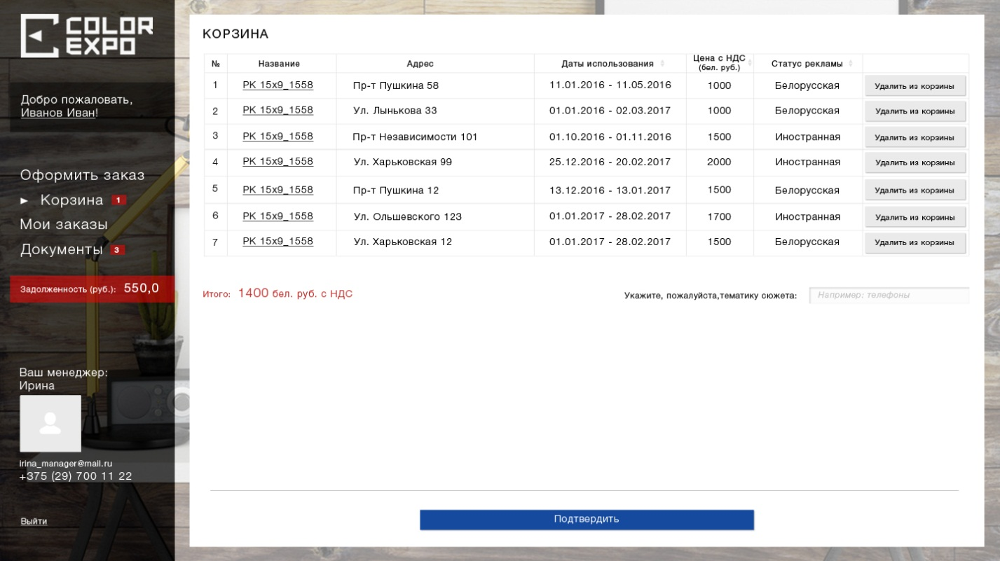 COLOR
EXPO
Добро пожаловать,
Иванов Иван!
Оформить заказ
► Корзина 1
Мои заказы
Документы 3
Задолженность (руб.): 550,0
Ваш менеджер:
Ирина
irina_manager@mail.ru
+375 (29) 700 11 22
Выйти
КОРЗИНА
№ Название Адрес Даты использования Цена с НДС (бел. руб.) Статус рекламы
1 РК 15х9_1558 Пр-т Пушкина 58 11.01.2016 - 11.05.2016 1000 Белорусская Удалить из корзины
2 РК 15х9_1558 Ул. Лынькова 33 01.01.2016 - 02.03.2017 1000 Белорусская Удалить из корзины
3 РК 15х9_1558 Пр-т Независимости 101 01.10.2016 - 01.11.2016 1500 Иностранная Удалить из корзины
4 РК 15х9_1558 Ул. Харьковская 99 25.12.2016 - 20.02.2017 2000 Иностранная Удалить из корзины
5 РК 15х9_1558 Пр-т Пушкина 12 13.12.2016 - 13.01.2017 1500 Белорусская Удалить из корзины
6 РК 15х9_1558 Ул. Ольшевского 123 01.01.2017 - 28.02.2017 1700 Иностранная Удалить из корзины
7 РК 15х9_1558 Ул. Харьковская 12 01.01.2017 - 28.02.2017 1500 Белорусская Удалить из корзины
Итого: 1400 бел. руб. с НДС
Укажите, пожалуйста,тематику сюжета: Например: телефоны
Подтвердить